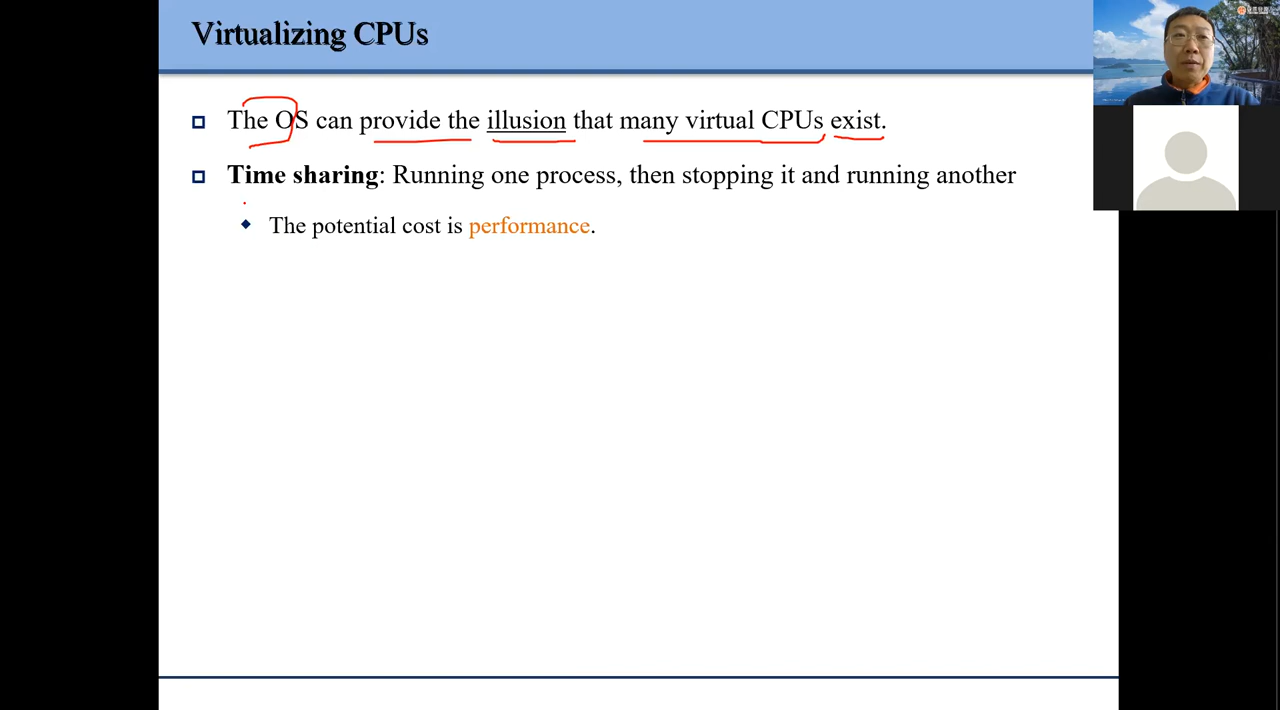 Virtualizing CPUs
The OS can provide the illusion that many virtual CPUs exist.
Time sharing: Running one process, then stopping it and running another
The potential cost is performance.